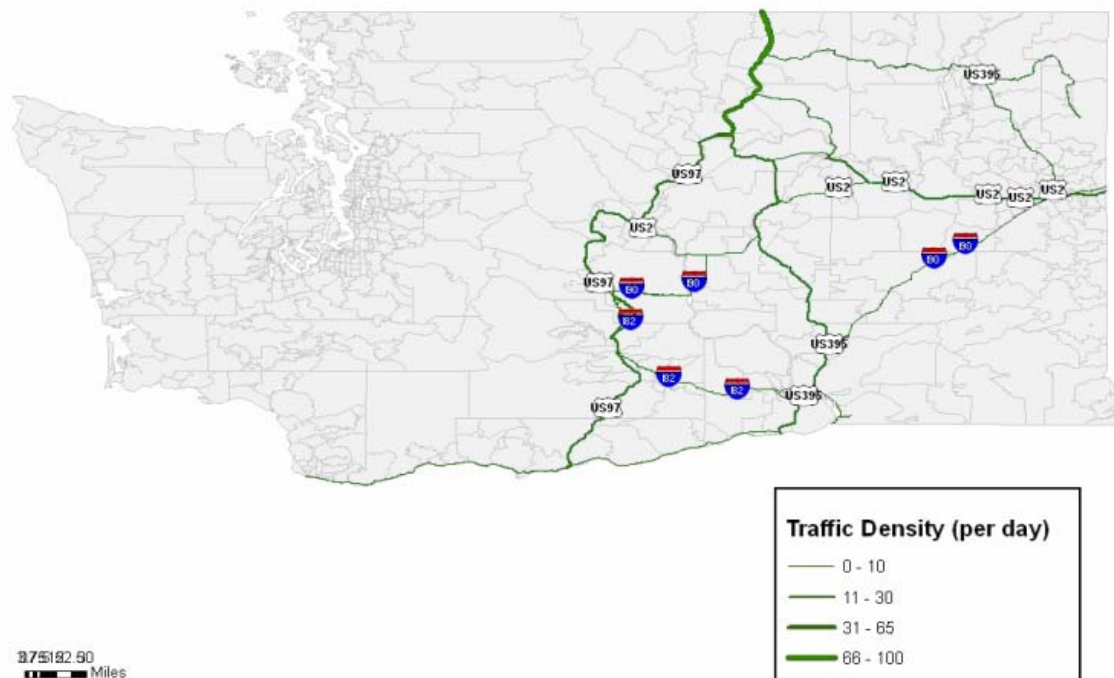 US395
US97
US2
US2
US2
US2
US2
US2
90
90
US97
90
90
82
US395
82
82
US395
US97
Traffic Density (per day)
0 - 10
11 - 30
31 - 65
66 - 100
Miles